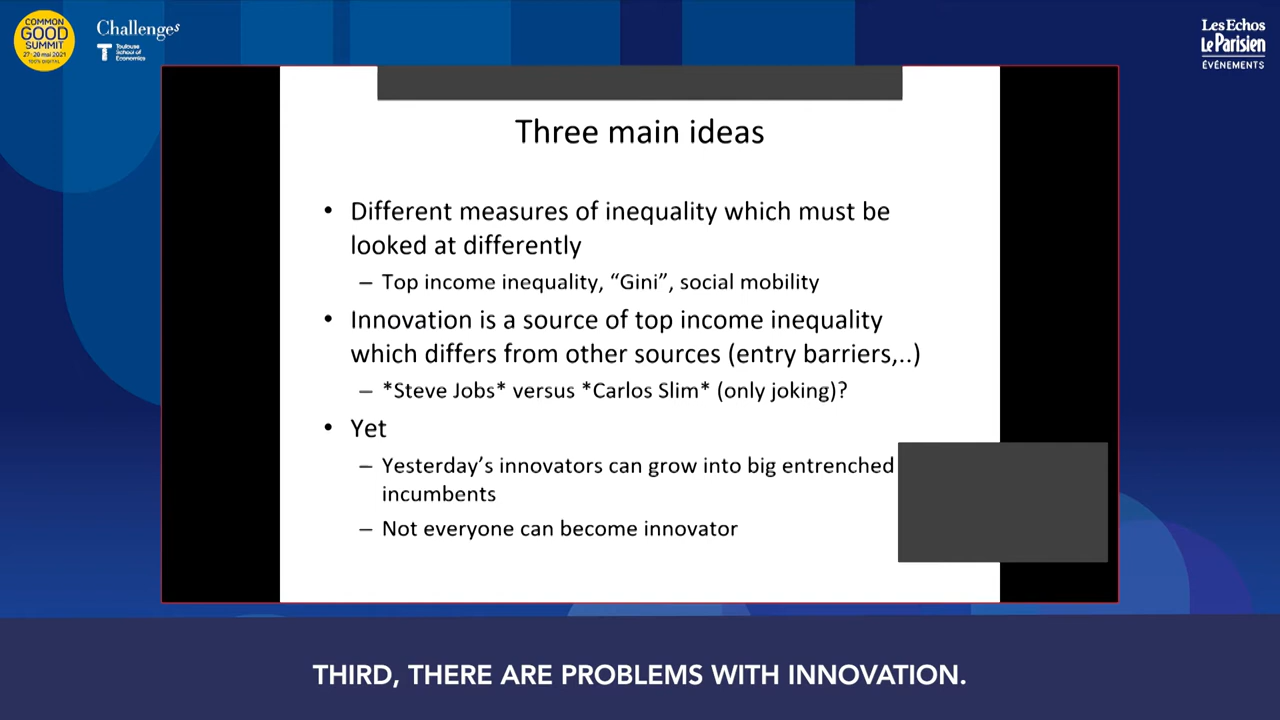 COMMON
GOOD
SUMMIT
27 - 28 mai 2021
100% DIGITAL
Challenges
Toulouse
School of
Economics
Les Echos
Le Parisien
ÉVÉNEMENTS
Three main ideas
• Different measures of inequality which must be
looked at differently
– Top income inequality, “Gini”, social mobility
• Innovation is a source of top income inequality
which differs from other sources (entry barriers,..)
– *Steve Jobs* versus *Carlos Slim* (only joking)?
• Yet
– Yesterday’s innovators can grow into big entrenched
incumbents
– Not everyone can become innovator
THIRD, THERE ARE PROBLEMS WITH INNOVATION.